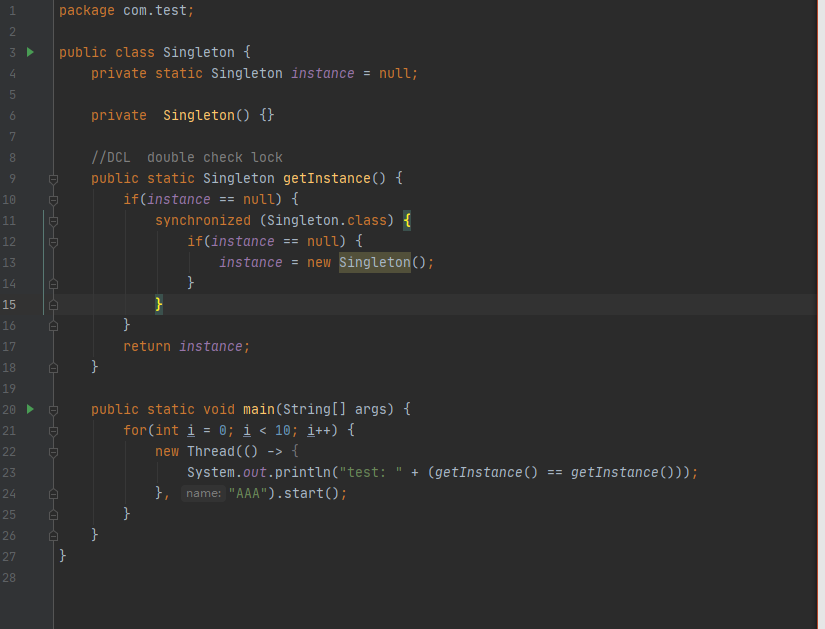 1 package com.test;
2
3 public class Singleton {
4 private static Singleton instance = null;
5
6 private  Singleton() {}
7
8 //DCL  double check lock
9 public static Singleton getInstance() {
10 if(instance == null) {
11 synchronized (Singleton.class) {
12 if(instance == null) {
13 instance = new Singleton();
14 }
15 }
16 }
17 return instance;
18 }
19
20 public static void main(String[] args) {
21 for(int i = 0; i < 10; i++) {
22 new Thread(() -> {
23 System.out.println("test: " + (getInstance() == getInstance()));
24 }, name: "AAA").start();
25 }
26 }
27 }
28